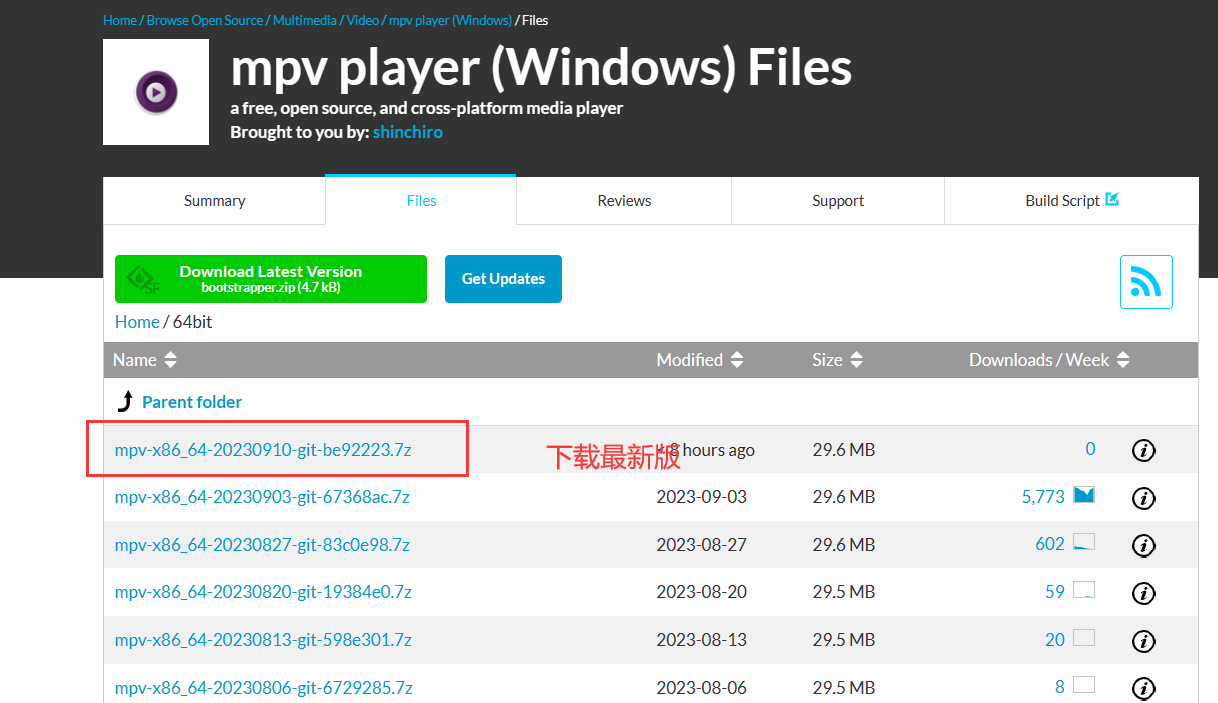 Home / Browse Open Source / Multimedia / Video / mpv player (Windows) / Files
mpv player (Windows) Files
a free, open source, and cross-platform media player
Brought to you by: shinchiro
Summary Files Reviews Support Build Script
Download Latest Version
bootstrapper.zip (4.7 kB)
SF
Get Updates
Home / 64bit
Name Modified Size Downloads / Week
Parent folder
mpv-x86_64-20230910-git-be92223.7z 下载最新版 hours ago 29.6 MB 0
mpv-x86_64-20230903-git-67368ac.7z 2023-09-03 29.6 MB 5,773
mpv-x86_64-20230827-git-83c0e98.7z 2023-08-27 29.6 MB 602
mpv-x86_64-20230820-git-19384e0.7z 2023-08-20 29.5 MB 59
mpv-x86_64-20230813-git-598e301.7z 2023-08-13 29.5 MB 20
mpv-x86_64-20230806-git-6729285.7z 2023-08-06 29.5 MB 8